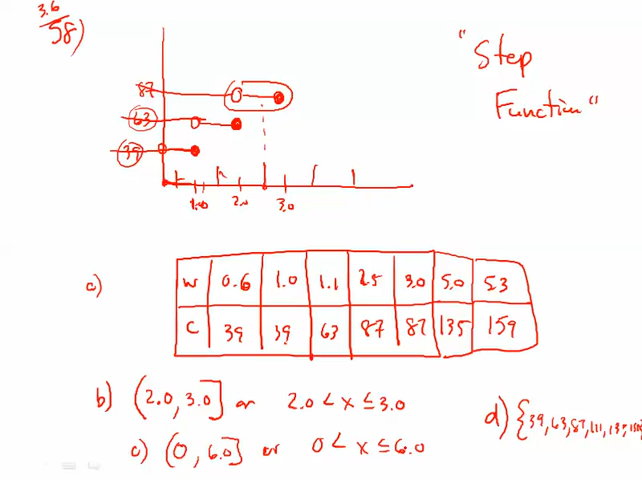 3.6
58)
"Step
Function"
87
63
39
1.0
2.0
3.0
a)
W 0.6 1.0 1.1 2.5 3.0 5.0 5.3
C 39 39 63 87 87 135 159
b) (2.0, 3.0] or 2.0 < x ≤ 3.0
c) (0, 6.0] or 0 < x ≤ 6.0
d) {39, 63, 87, 111, 135, 159}